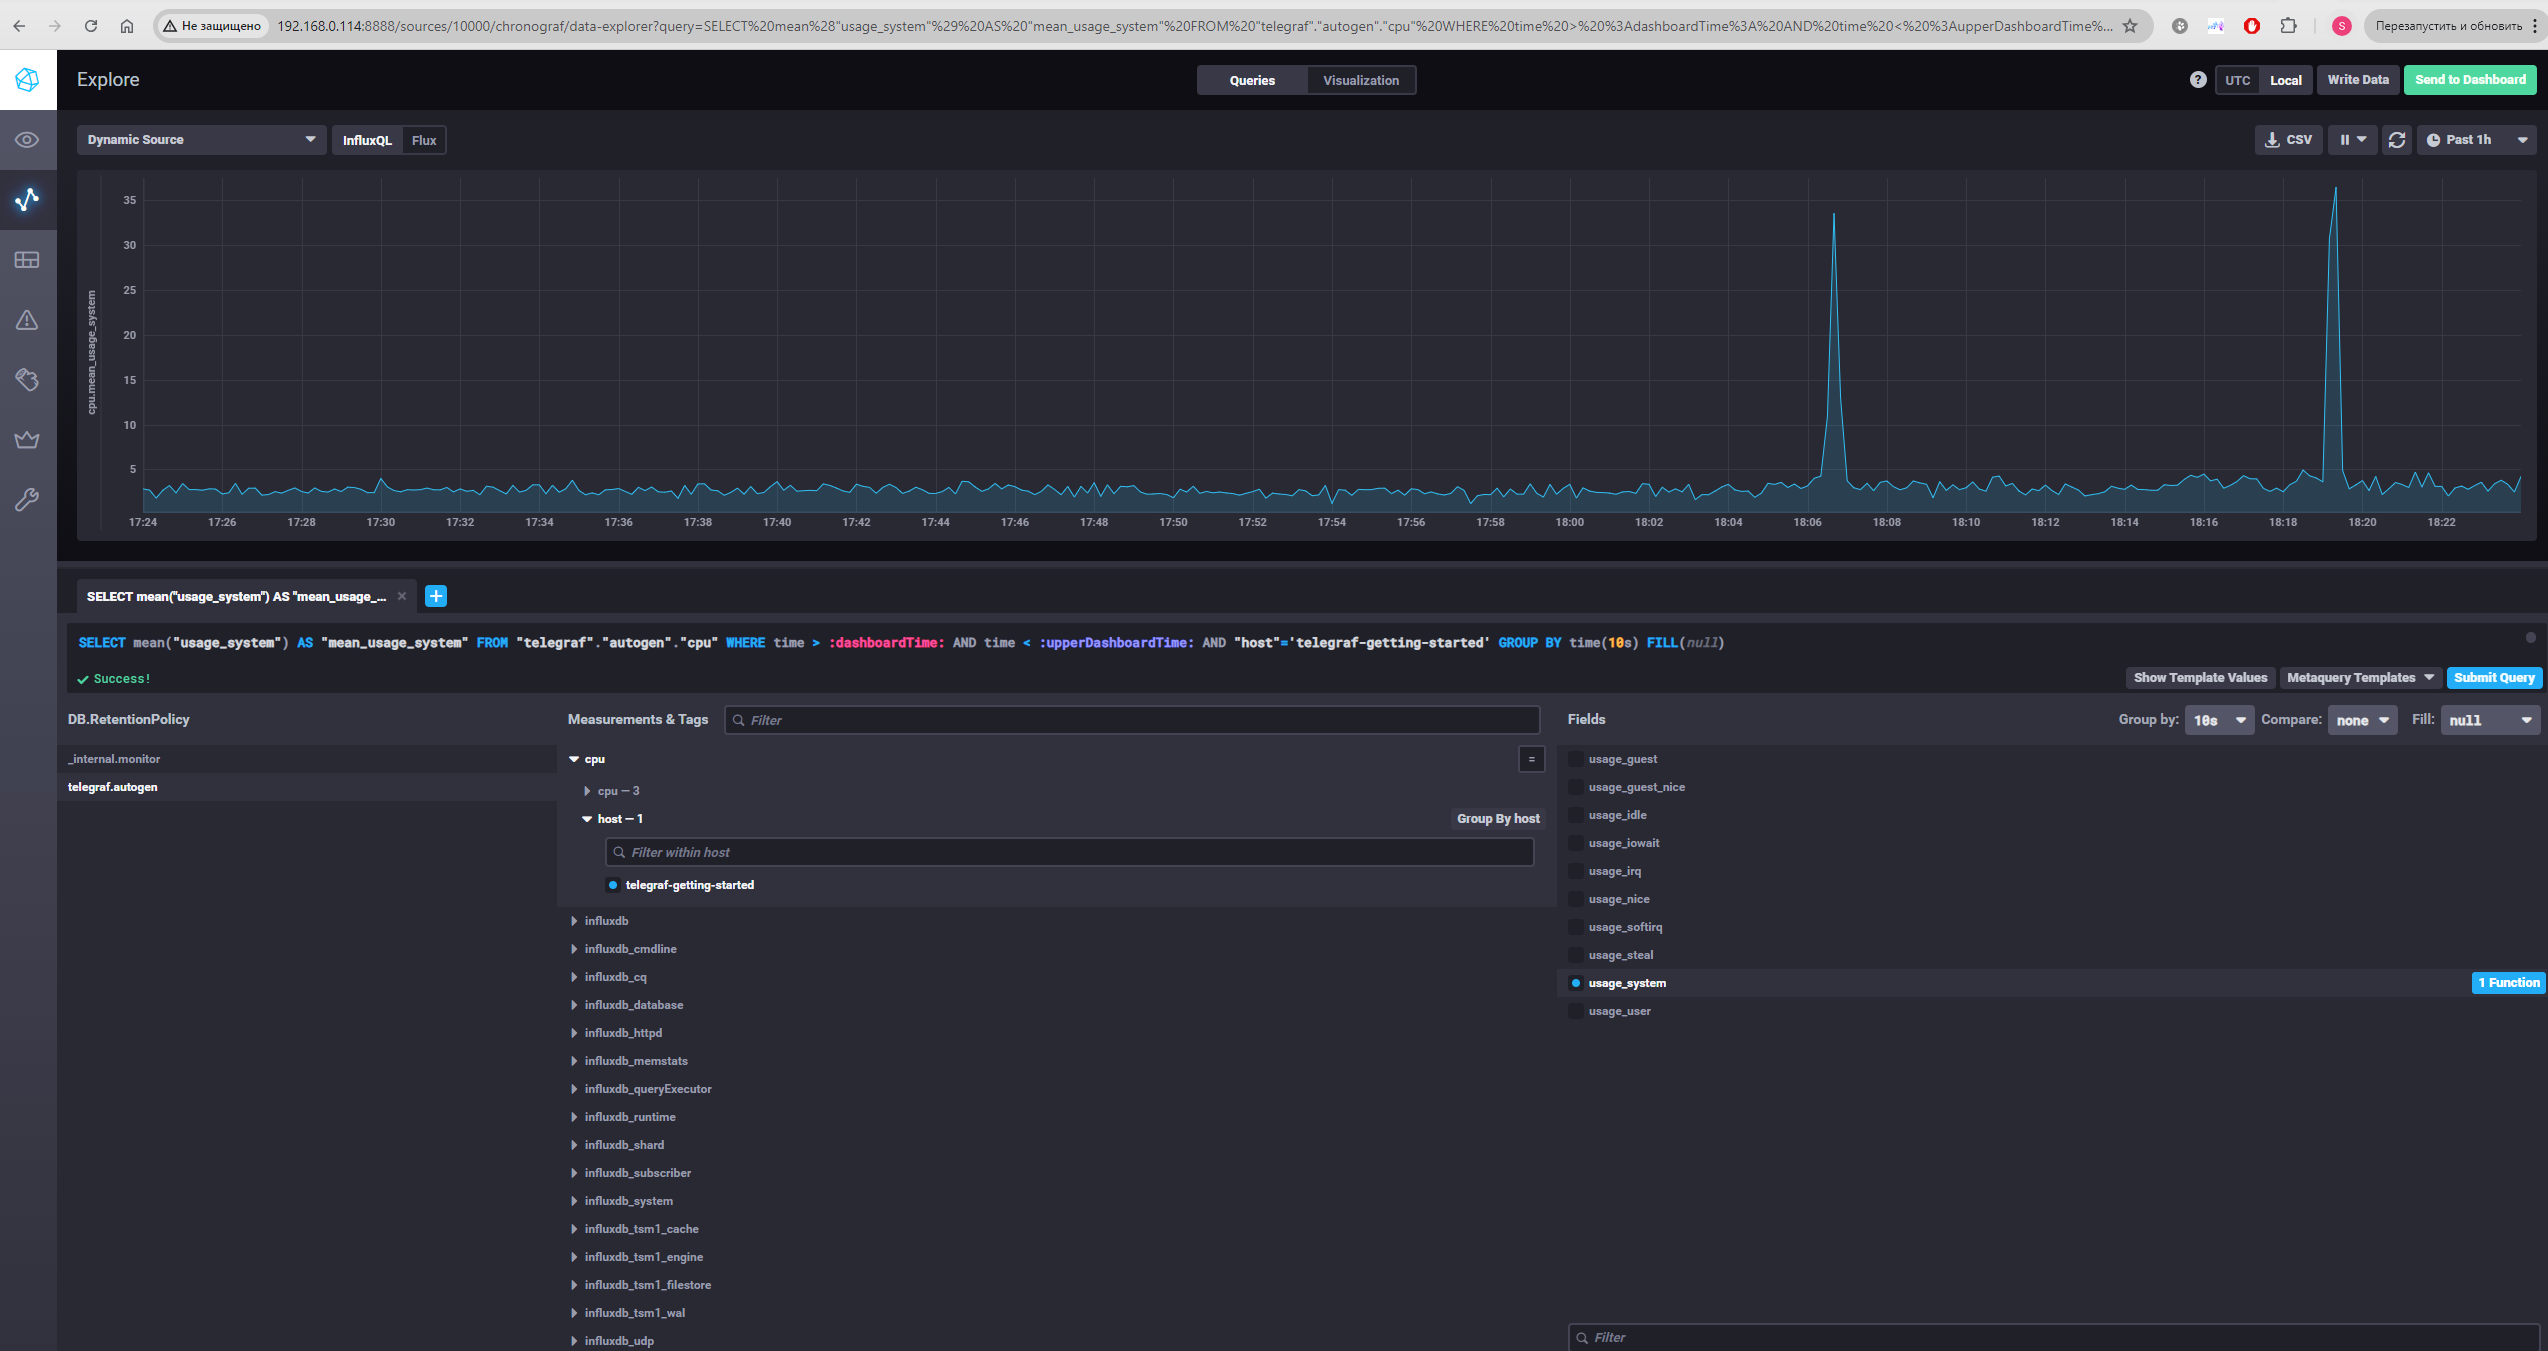 Не защищено
192.168.0.114:8888/sources/10000/chronograf/data-explorer?query=SELECT%20mean%28"usage_system"%29%20AS%20"mean_usage_system"%20FROM%20"telegraf"."autogen"."cpu"%20WHERE%20time%20>%20%3AdashboardTime%3A%20AND%20time%20<%20%3AupperDashboardTime%...
S
Перезапустить и обновить
Explore
Queries
Visualization
?
UTC
Local
Write Data
Send to Dashboard
Dynamic Source
InfluxQL
Flux
CSV
Past 1h
cpu.mean_usage_system
35
30
25
20
15
10
5
17:24 17:26 17:28 17:30 17:32 17:34 17:36 17:38 17:40 17:42 17:44 17:46 17:48 17:50 17:52 17:54 17:56 17:58 18:00 18:02 18:04 18:06 18:08 18:10 18:12 18:14 18:16 18:18 18:20 18:22
SELECT mean("usage_system") AS "mean_usage_...
SELECT mean("usage_system") AS "mean_usage_system" FROM "telegraf"."autogen"."cpu" WHERE time > :dashboardTime: AND time < :upperDashboardTime: AND "host"='telegraf-getting-started' GROUP BY time(10s) FILL(null)
Success!
Show Template Values
Metaquery Templates
Submit Query
DB.RetentionPolicy
_internal.monitor
telegraf.autogen
Measurements & Tags
Filter
cpu
=
cpu — 3
host — 1
Group By host
Filter within host
telegraf-getting-started
influxdb
influxdb_cmdline
influxdb_cq
influxdb_database
influxdb_httpd
influxdb_memstats
influxdb_queryExecutor
influxdb_runtime
influxdb_shard
influxdb_subscriber
influxdb_system
influxdb_tsm1_cache
influxdb_tsm1_engine
influxdb_tsm1_filestore
influxdb_tsm1_wal
influxdb_udp
Fields
Group by: 10s
Compare: none
Fill: null
usage_guest
usage_guest_nice
usage_idle
usage_iowait
usage_irq
usage_nice
usage_softirq
usage_steal
usage_system
1 Function
usage_user
Filter